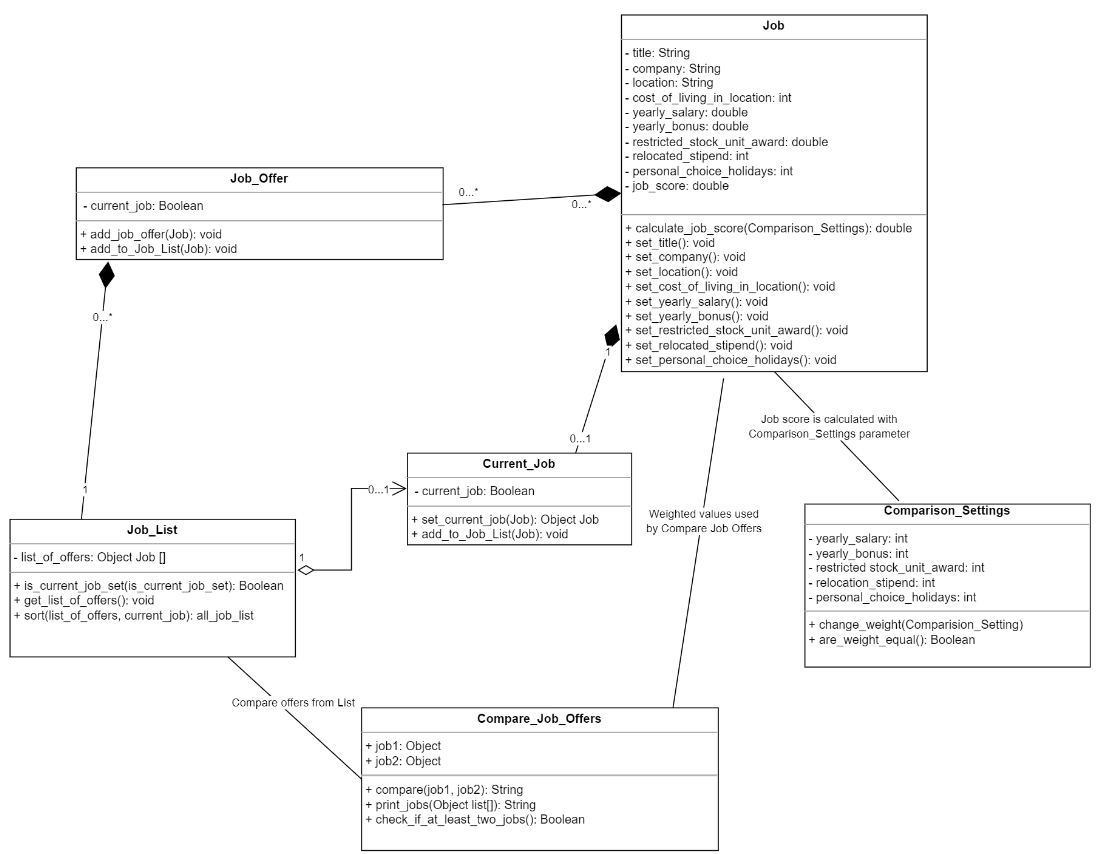 Job
- title: String
- company: String
- location: String
- cost_of_living_in_location: int
- yearly_salary: double
- yearly_bonus: double
- restricted_stock_unit_award: double
- relocated_stipend: int
- personal_choice_holidays: int
- job_score: double
+ calculate_job_score(Comparison_Settings): double
+ set_title(): void
+ set_company(): void
+ set_location(): void
+ set_cost_of_living_in_location(): void
+ set_yearly_salary(): void
+ set_yearly_bonus(): void
+ set_restricted_stock_unit_award(): void
+ set_relocated_stipend(): void
+ set_personal_choice_holidays(): void
Job_Offer
- current_job: Boolean
+ add_job_offer(Job): void
+ add_to_Job_List(Job): void
0...*
0...*
0...*
1
1
0...1
Job score is calculated with
Comparison_Settings parameter
Current_Job
- current_job: Boolean
+ set_current_job(Job): Object Job
+ add_to_Job_List(Job): void
0...1
1
Weighted values used
by Compare Job Offers
Comparison_Settings
- yearly_salary: int
- yearly_bonus: int
- restricted stock_unit_award: int
- relocation_stipend: int
- personal_choice_holidays: int
+ change_weight(Comparision_Setting)
+ are_weight_equal(): Boolean
Job_List
- list_of_offers: Object Job []
+ is_current_job_set(is_current_job_set): Boolean
+ get_list_of_offers(): void
+ sort(list_of_offers, current_job): all_job_list
Compare offers from List
Compare_Job_Offers
+ job1: Object
+ job2: Object
+ compare(job1, job2): String
+ print_jobs(Object list[]): String
+ check_if_at_least_two_jobs(): Boolean